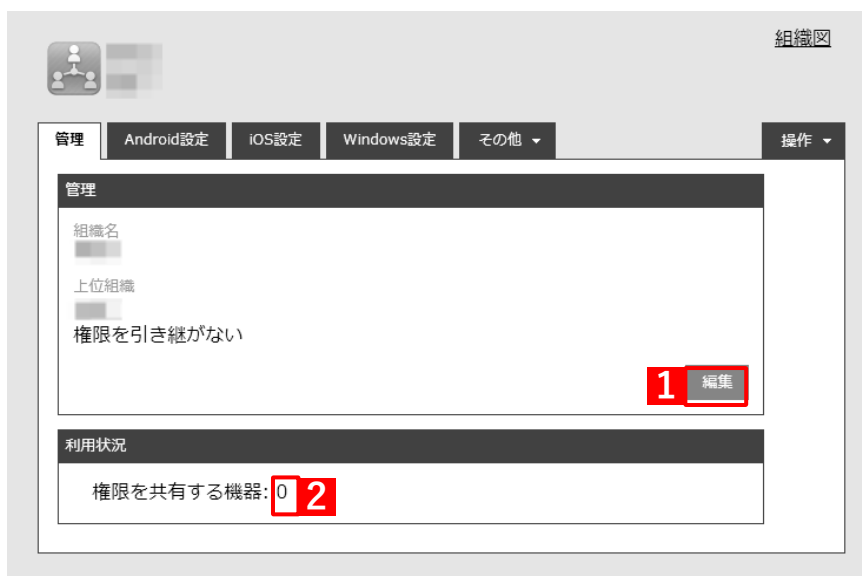 組織図
管理 Android設定 iOS設定 Windows設定 その他 操作
管理
組織名
上位組織
権限を引き継がない
1 編集
利用状況
権限を共有する機器: 0 2